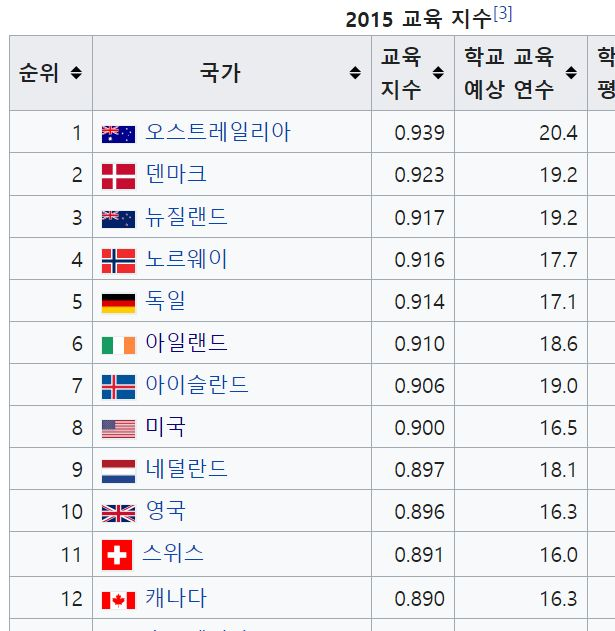 2015 교육 지수[3]
순위 국가 교육 지수 학교 교육 예상 연수
1 오스트레일리아 0.939 20.4
2 덴마크 0.923 19.2
3 뉴질랜드 0.917 19.2
4 노르웨이 0.916 17.7
5 독일 0.914 17.1
6 아일랜드 0.910 18.6
7 아이슬란드 0.906 19.0
8 미국 0.900 16.5
9 네덜란드 0.897 18.1
10 영국 0.896 16.3
11 스위스 0.891 16.0
12 캐나다 0.890 16.3